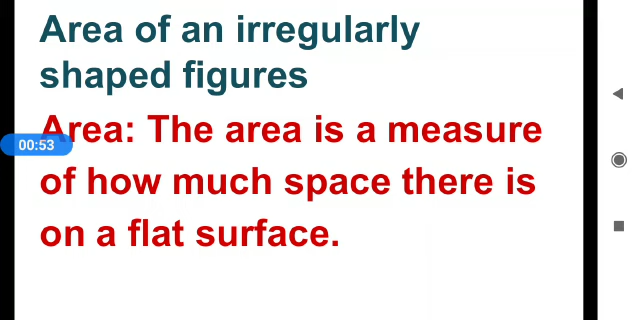 Area of an irregularly
shaped figures
Area: The area is a measure
00:53
of how much space there is
on a flat surface.